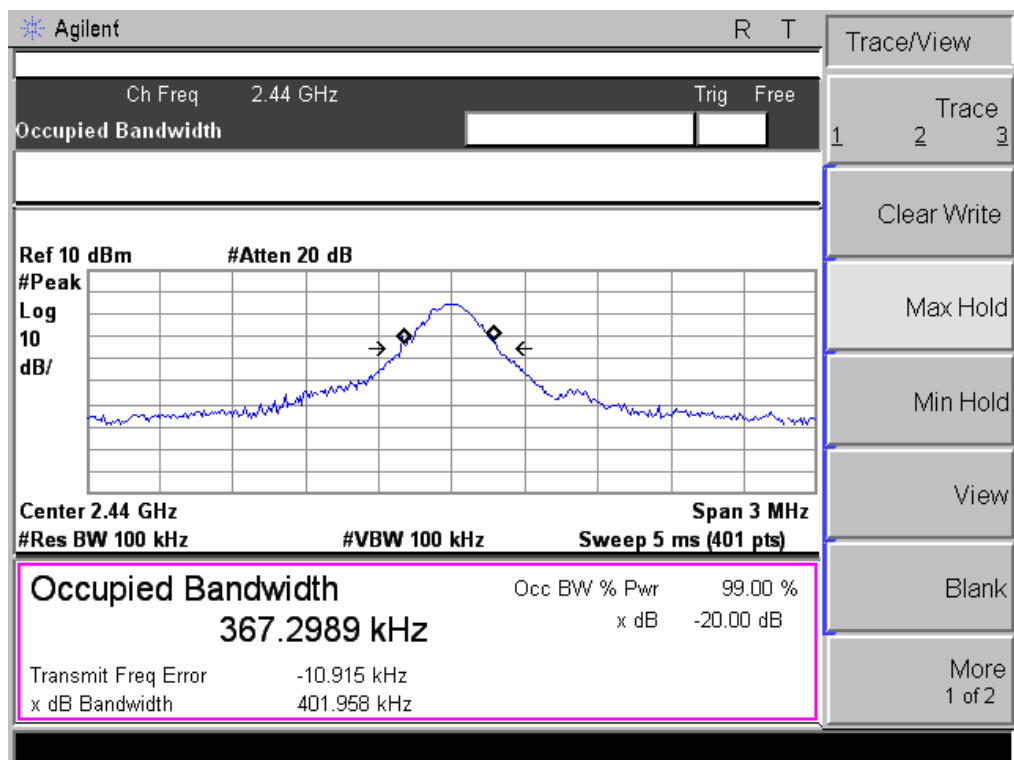 Agilent R T
Ch Freq 2.44 GHz Trig Free
Occupied Bandwidth
Ref 10 dBm #Atten 20 dB
#Peak
Log
10
dB/
Center 2.44 GHz Span 3 MHz
#Res BW 100 kHz #VBW 100 kHz Sweep 5 ms (401 pts)
Occupied Bandwidth Occ BW % Pwr 99.00 %
367.2989 kHz x dB -20.00 dB
Transmit Freq Error -10.915 kHz
x dB Bandwidth 401.958 kHz
Trace/View
Trace
1 2 3
Clear Write
Max Hold
Min Hold
View
Blank
More
1 of 2